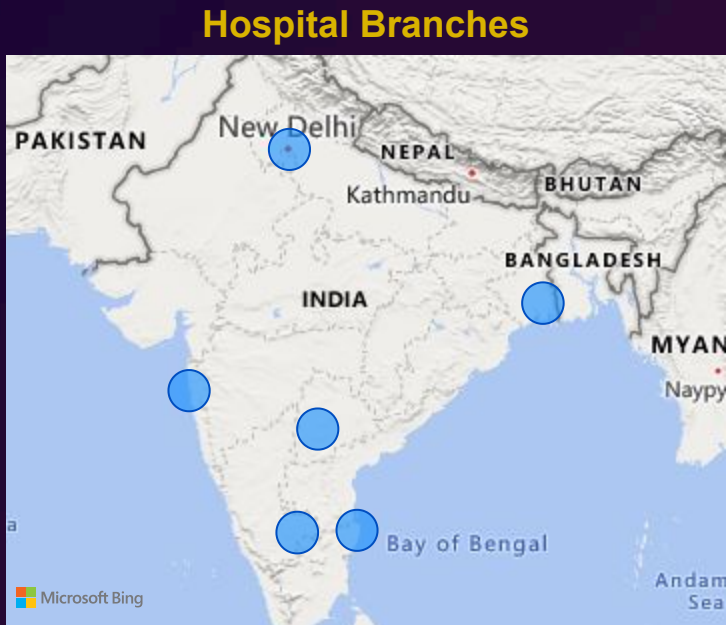 Hospital Branches
New Delhi
PAKISTAN
NEPAL
BHUTAN
Kathmandu
BANGLADESH
INDIA
MYAN
Naypy
a
Bay of Bengal
Andam
Sea
Microsoft Bing